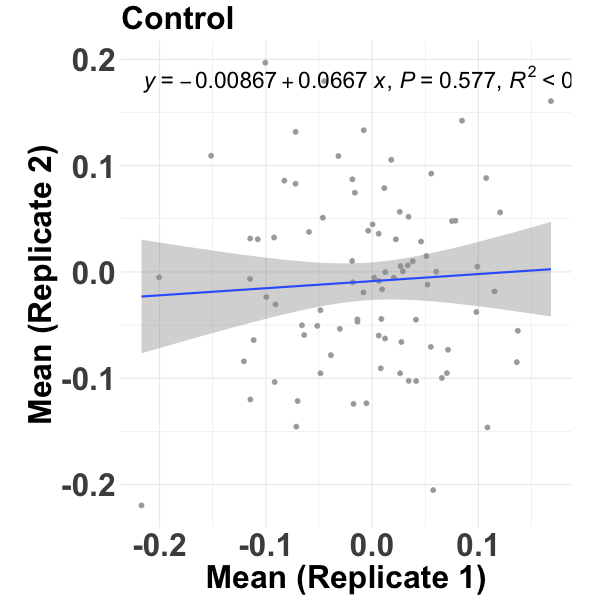 Control
y = −0.00867 + 0.0667 x, P = 0.577, R² < 0
0.2
0.1
0.0
-0.1
-0.2
Mean (Replicate 2)
-0.2 -0.1 0.0 0.1
Mean (Replicate 1)